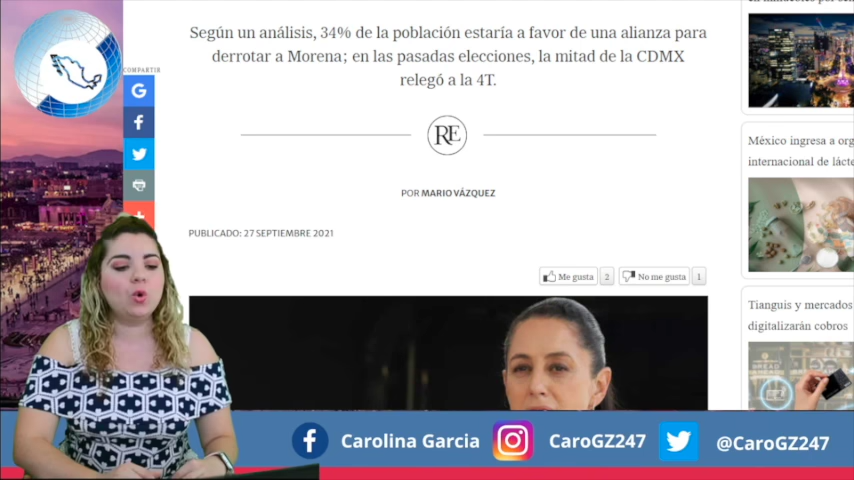 Según un análisis, 34% de la población estaría a favor de una alianza para
derrotar a Morena; en las pasadas elecciones, la mitad de la CDMX
relegó a la 4T.
COMPARTIR
RE
POR MARIO VÁZQUEZ
PUBLICADO: 27 SEPTIEMBRE 2021
Me gusta 2 No me gusta 1
México ingresa a org
internacional de lácte
Tianguis y mercados
digitalizarán cobros
Carolina Garcia CaroGZ247 @CaroGZ247